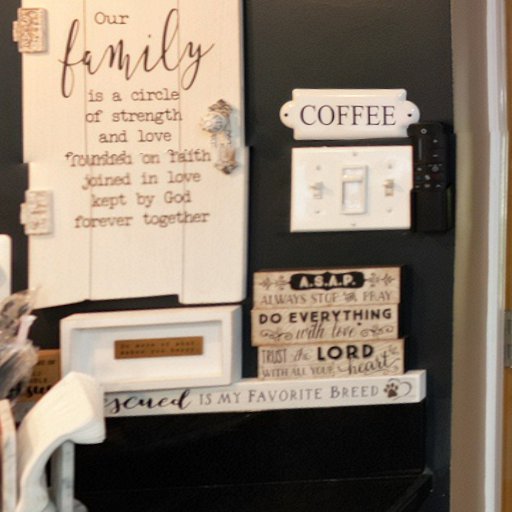 Our
family
is a circle
of strength
and love
founded on faith
joined in love
kept by God
forever together
COFFEE
A.S.A.P.
ALWAYS STOP AND PRAY
DO EVERYTHING
with love
TRUST the LORD
WITH ALL YOUR heart
Rescued IS MY FAVORITE BREED